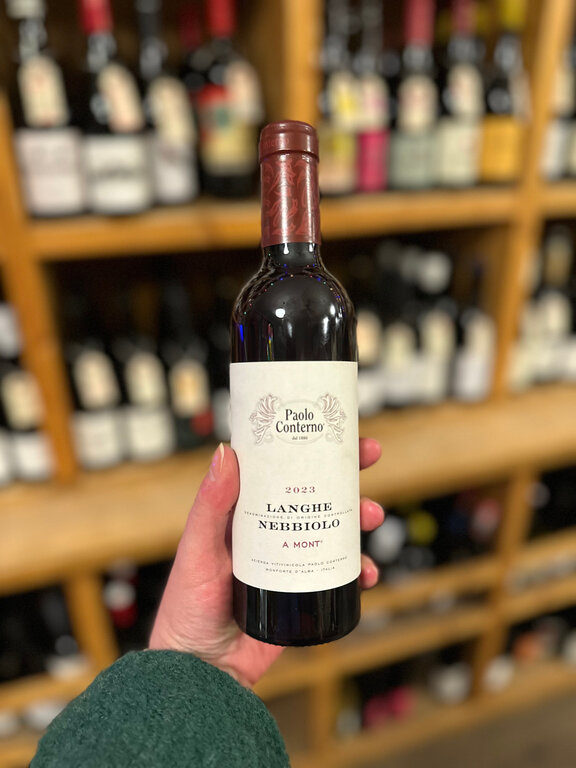 Paolo
Conterno
dal 1886
2023
LANGHE
DENOMINAZIONE DI ORIGINE CONTROLLATA
NEBBIOLO
A MONT
AZIENDA VITIVINICOLA PAOLO CONTERNO
MONFORTE D'ALBA - ITALIA